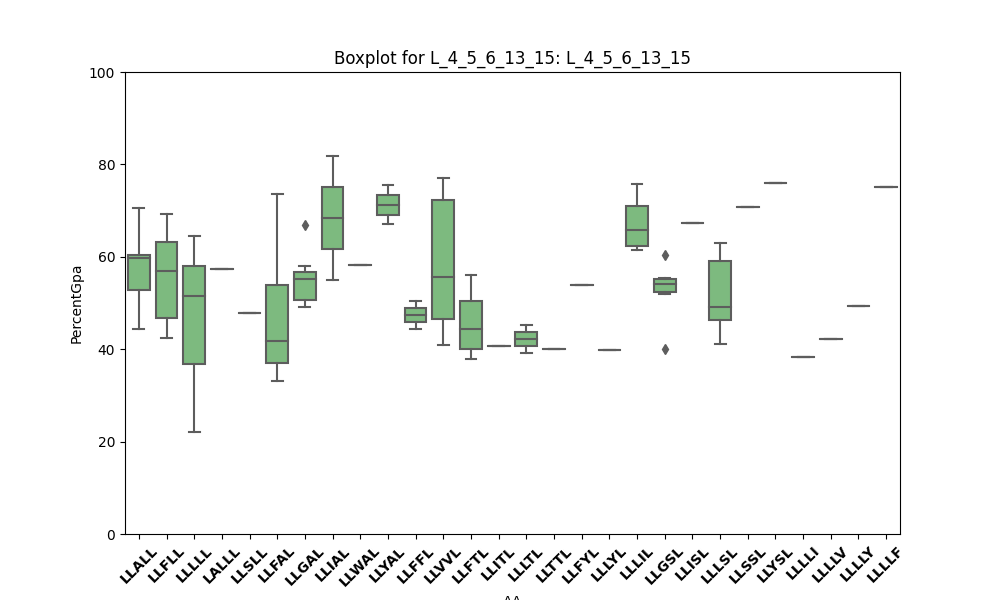 Boxplot for L_4_5_6_13_15: L_4_5_6_13_15
100
80
60
40
20
0
PercentGpa
LLALL LLFLL LLLLL LALLL LLSLL LLFAL LLGAL LLIAL LLWAL LLYAL LLFFL LLVVL LLFTL LLITL LLLTL LLTTL LLFYL LLLYL LLLIL LLGSL LLISL LLLSL LLSSL LLYSL LLLLI LLLLV LLLLY LLLLF
AA